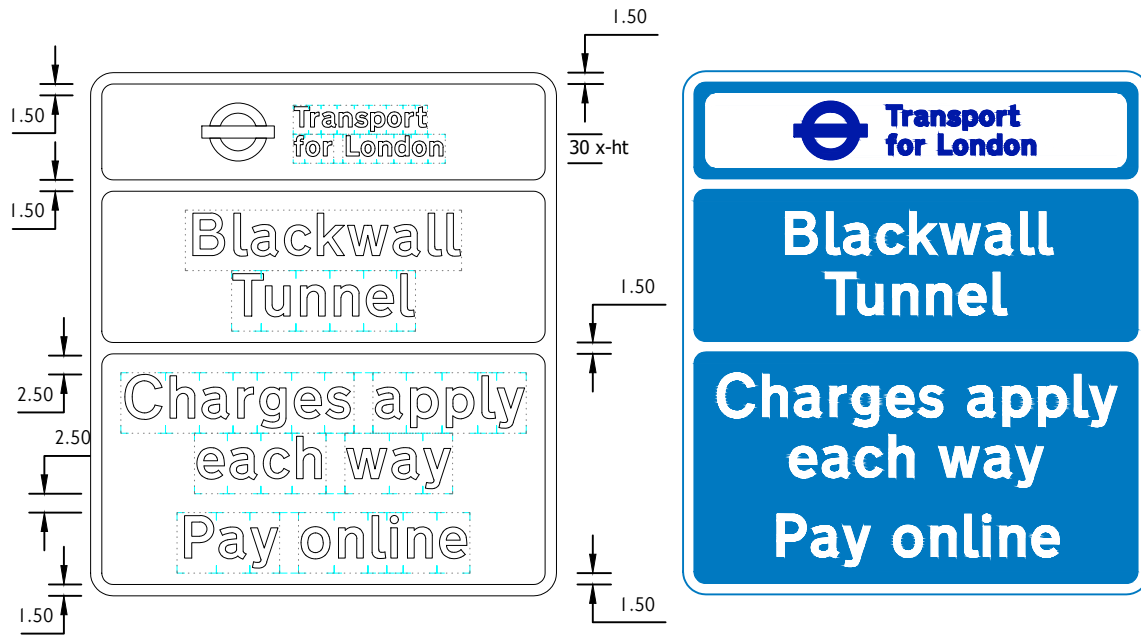 1.50
1.50
1.50
30 x-ht
1.50
2.50
2.50
1.50
1.50
1.50
Transport
for London
Blackwall
Tunnel
Charges apply
each way
Pay online
Transport
for London
Blackwall
Tunnel
Charges apply
each way
Pay online